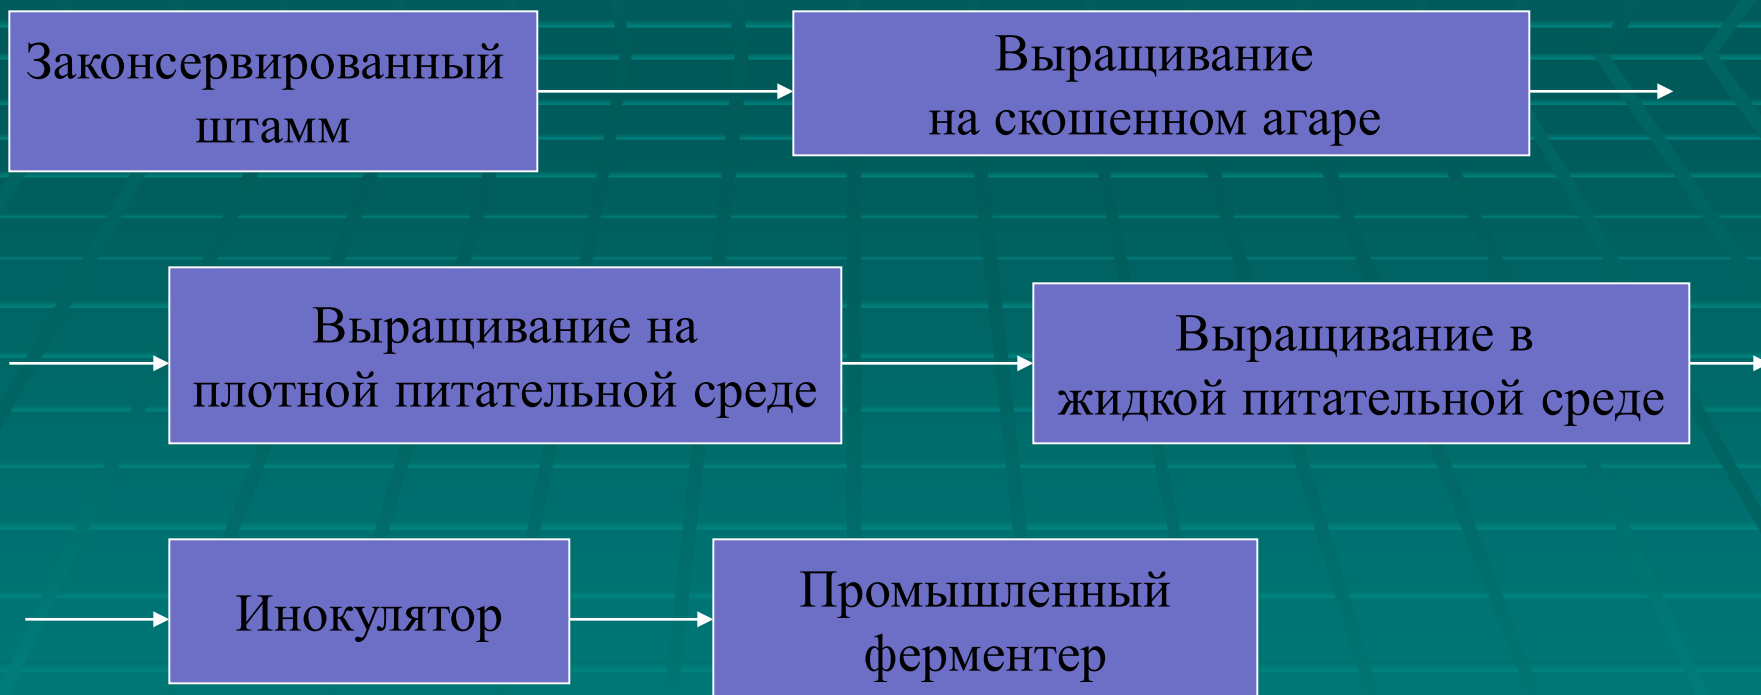 Законсервированный
штамм
Выращивание
на скошенном агаре
Выращивание на
плотной питательной среде
Выращивание в
жидкой питательной среде
Инокулятор
Промышленный
ферментер